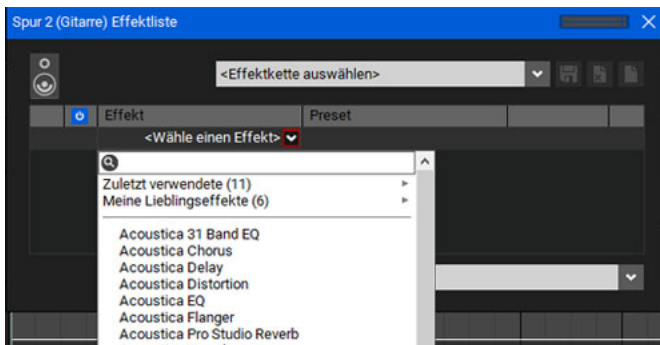 Spur 2 (Gitarre) Effektliste
<Effektkette auswählen>
Effekt Preset
<Wähle einen Effekt>
Zuletzt verwendete (11)
Meine Lieblingseffekte (6)
Acoustica 31 Band EQ
Acoustica Chorus
Acoustica Delay
Acoustica Distortion
Acoustica EQ
Acoustica Flanger
Acoustica Pro Studio Reverb